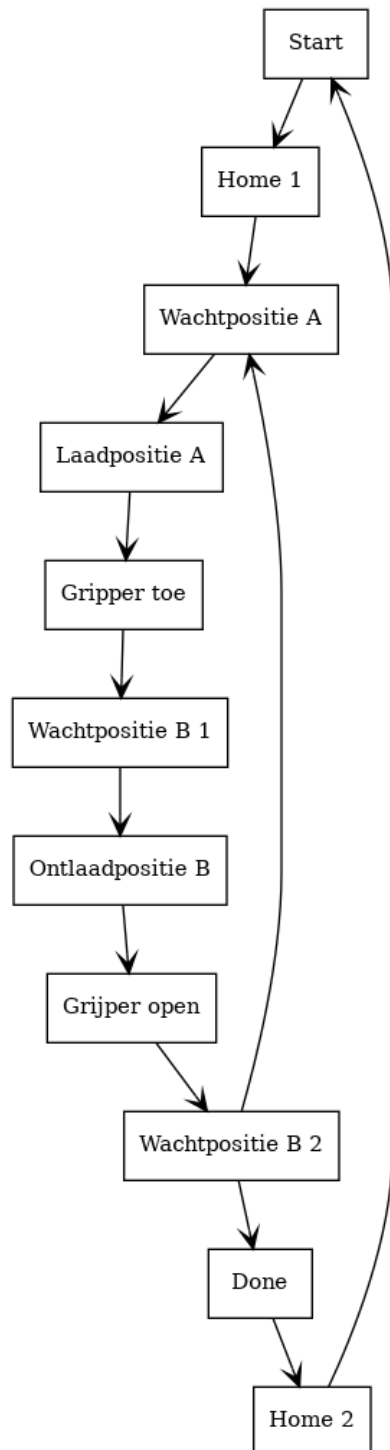 Start
Home 1
Wachtpositie A
Laadpositie A
Gripper toe
Wachtpositie B 1
Ontlaadpositie B
Grijper open
Wachtpositie B 2
Done
Home 2